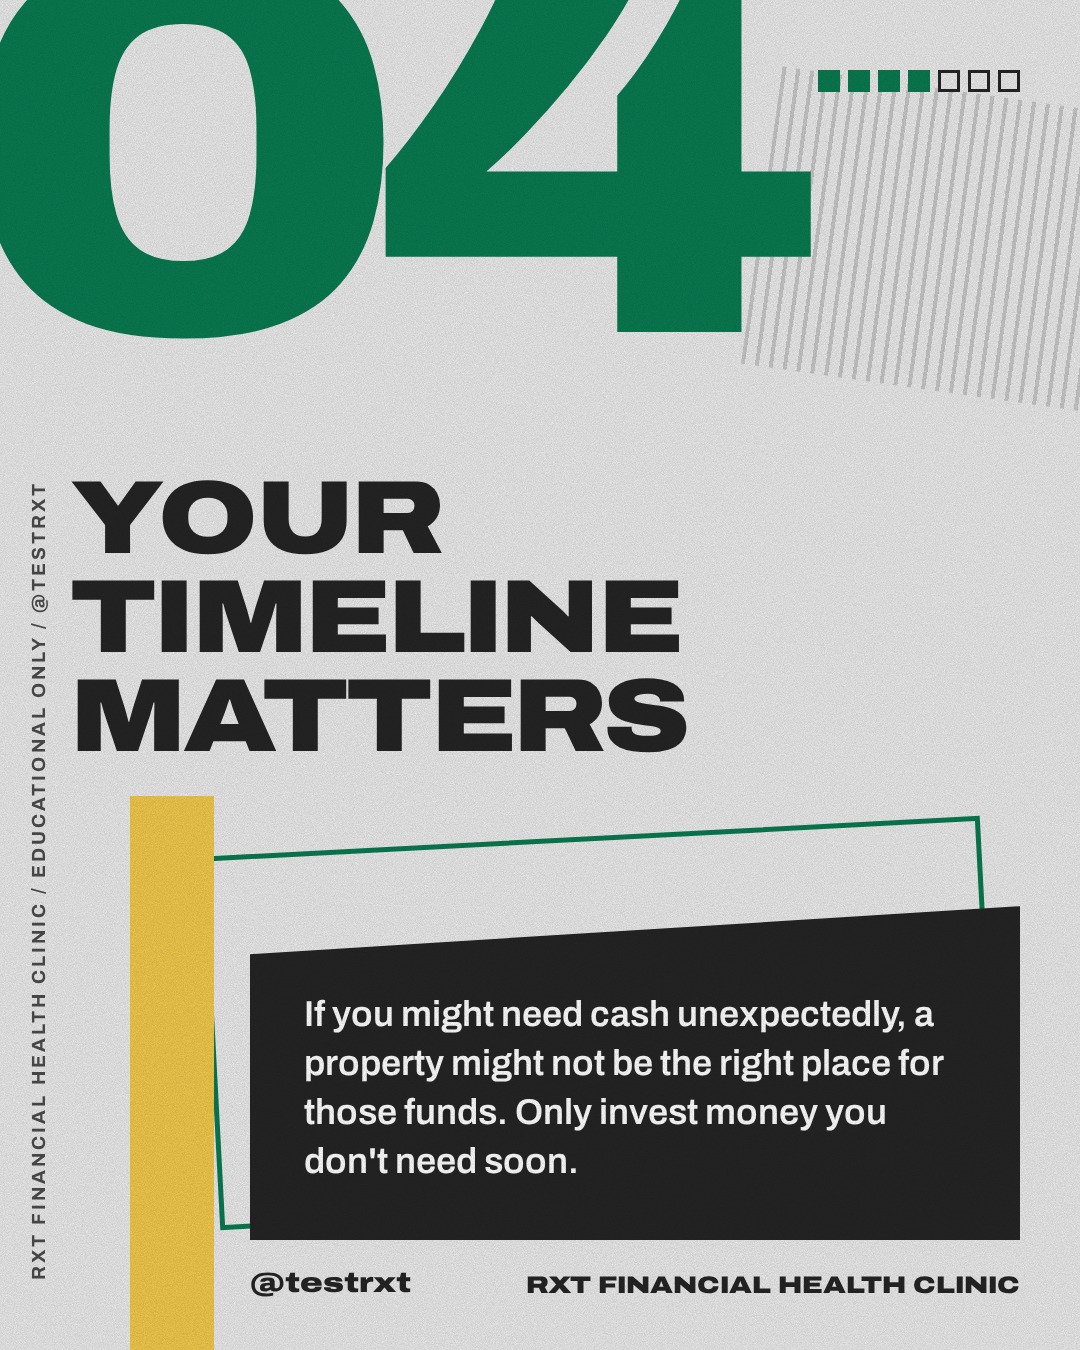 04
YOUR
TIMELINE
MATTERS
RXT FINANCIAL HEALTH CLINIC / EDUCATIONAL ONLY / @TESTRXT
If you might need cash unexpectedly, a
property might not be the right place for
those funds. Only invest money you
don't need soon.
@testrxt
RXT FINANCIAL HEALTH CLINIC